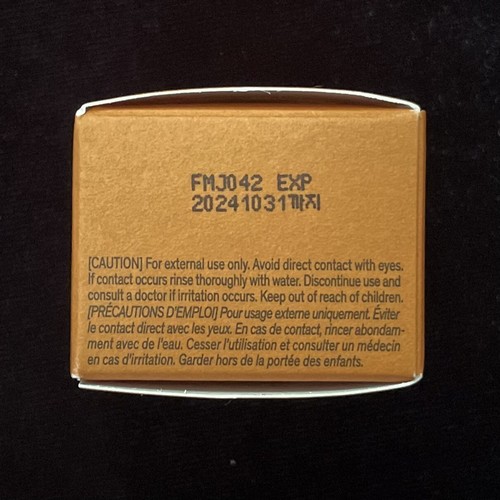 FMJ042 EXP
20241031까지
[CAUTION] For external use only. Avoid direct contact with eyes.
If contact occurs rinse thoroughly with water. Discontinue use and
consult a doctor if irritation occurs. Keep out of reach of children.
[PRÉCAUTIONS D'EMPLOI] Pour usage externe uniquement. Éviter
le contact direct avec les yeux. En cas de contact, rincer abondam-
ment avec de l'eau. Cesser l'utilisation et consulter un médecin
en cas d'irritation. Garder hors de la portée des enfants.